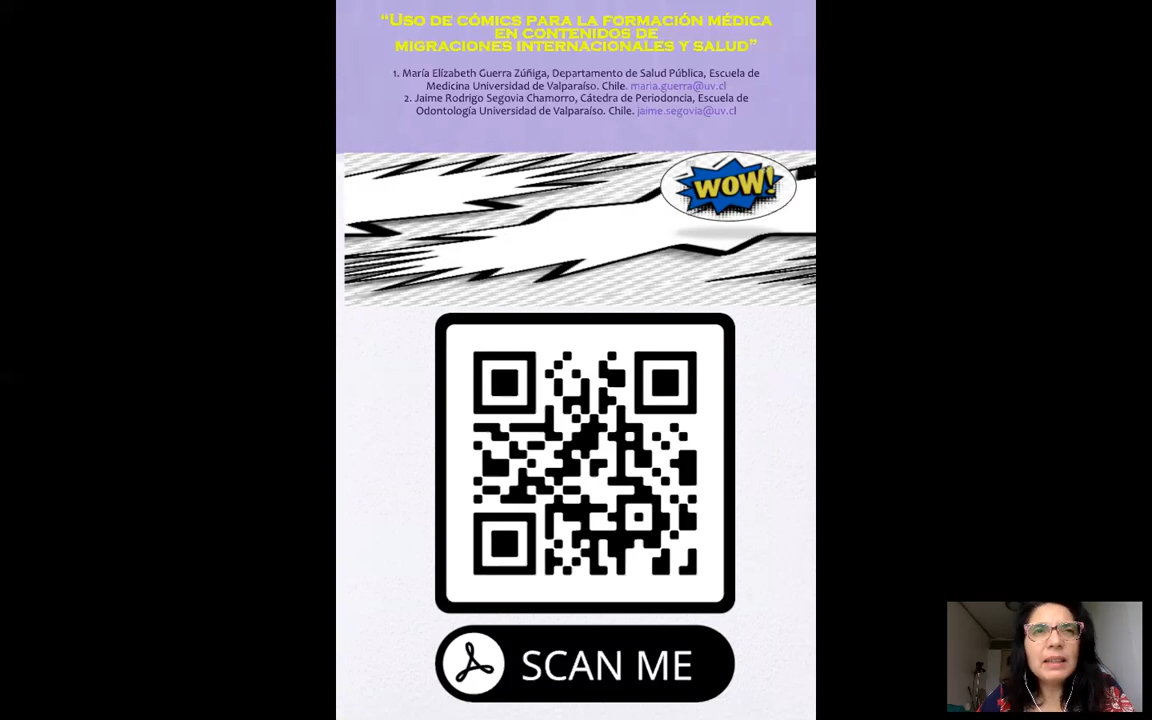 “Uso de cómics para la formación médica
en contenidos de
migraciones internacionales y salud”
1. María Elízabeth Guerra Zúñiga, Departamento de Salud Pública, Escuela de
Medicina Universidad de Valparaíso. Chile. maria.guerra@uv.cl
2. Jaime Rodrigo Segovia Chamorro, Cátedra de Periodoncia, Escuela de
Odontología Universidad de Valparaíso. Chile. jaime.segovia@uv.cl
WOW!
SCAN ME